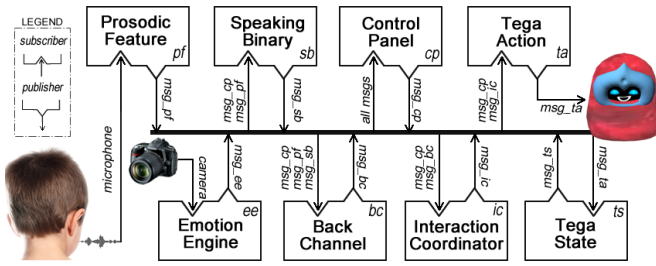 LEGEND
subscriber
publisher
Prosodic
Feature
pf
Speaking
Binary
sb
Control
Panel
cp
Tega
Action
ta
microphone
msg_pf
msg_cp
msg_pf
msg_sb
all msgs
msg_cp
msg_cp
msg_ic
msg_ta
camera
msg_ee
msg_cp
msg_pf
msg_sb
msg_bc
msg_cp
msg_bc
msg_ic
msg_st
msg_ta
Emotion
Engine
ee
Back
Channel
bc
Interaction
Coordinator
ic
Tega
State
ts